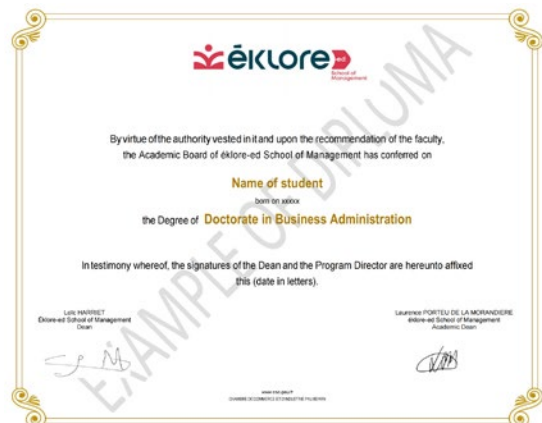 éklore-ed
School of
Management
By virtue of the authority vested in it and upon the recommendation of the faculty,
the Academic Board of éklore-ed School of Management has conferred on
Name of student
born on xxxxx
the Degree of Doctorate in Business Administration
In testimony whereof, the signatures of the Dean and the Program Director are hereunto affixed
this (date in letters).
Loïc HARRIET
Éklore-ed School of Management
Dean
Laurence PORTEU DE LA MORANDIERE
éklore-ed School of Management
Academic Dean
EXAMPLE OF DIPLOMA